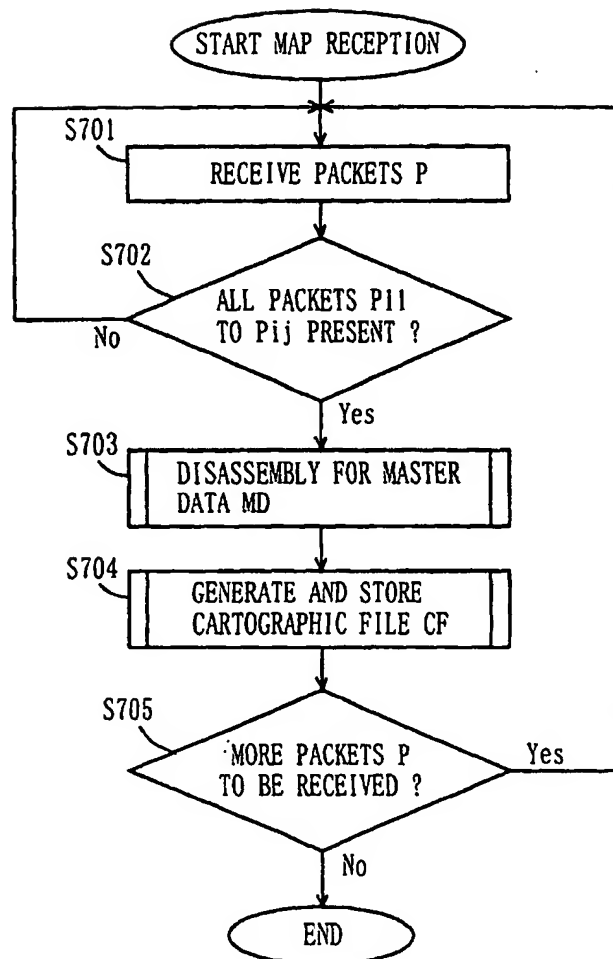 START MAP RECEPTION
S701
RECEIVE PACKETS P
S702
ALL PACKETS P11
TO Pij PRESENT ?
No
Yes
S703
DISASSEMBLY FOR MASTER
DATA MD
S704
GENERATE AND STORE
CARTOGRAPHIC FILE CF
S705
MORE PACKETS P
TO BE RECEIVED ?
Yes
No
END